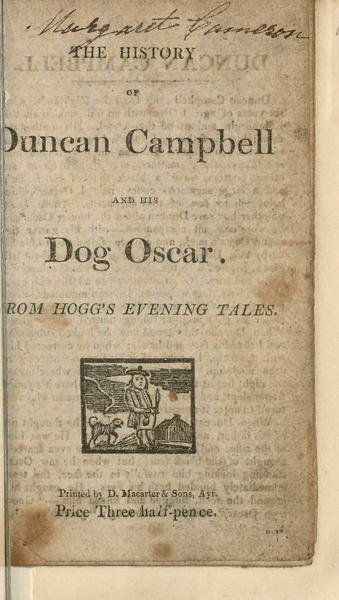 Margaret Cameron
THE HISTORY
OF
Duncan Campbell
AND HIS
Dog Oscar.
ROM HOGG'S EVENING TALES.
Printed by D. Macarter & Sons, Ayr.
Price Three half-pence.